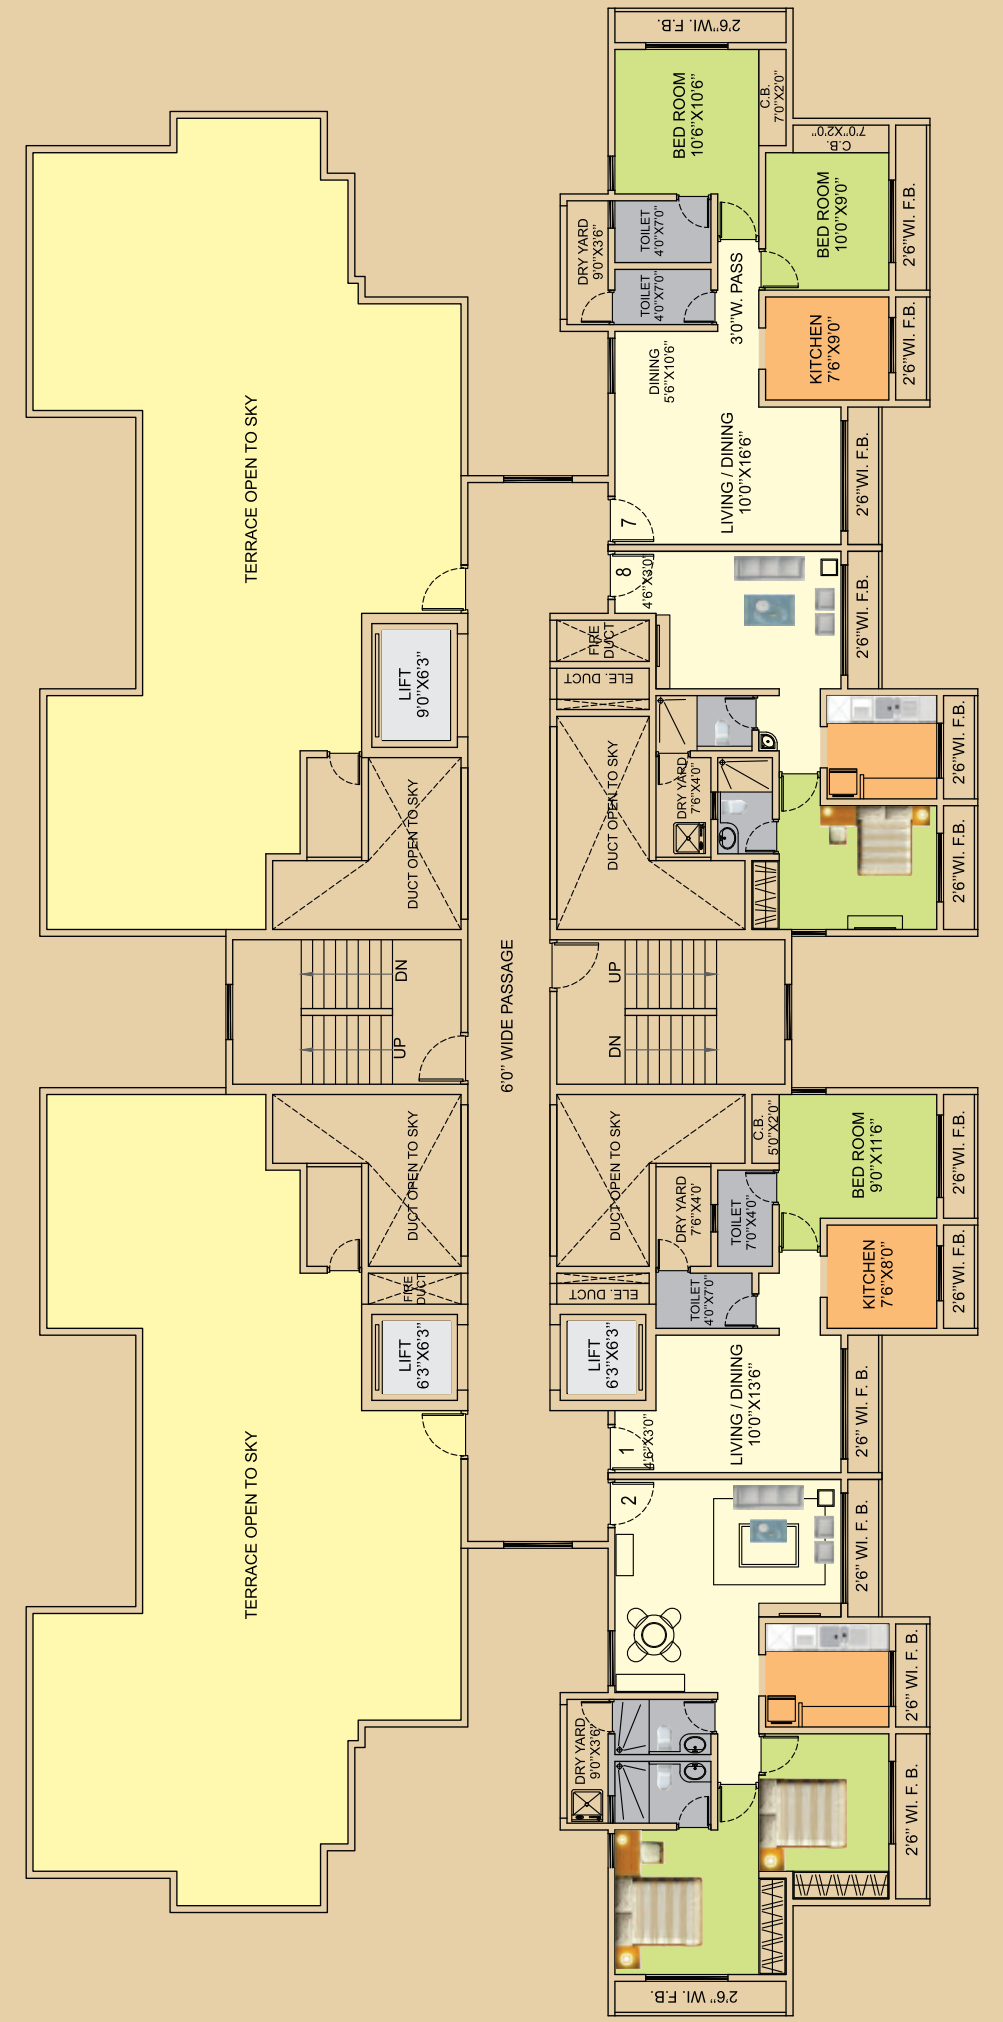 2'6"WI. F.B.
BED ROOM
10'6"X10'6"
C.B.
7'0"X2'0"
C.B.
7'0"X2'0"
BED ROOM
10'0"X9'0"
2'6"WI. F.B.
DRY YARD
9'0"X3'6"
TOILET
4'0"X7'0"
TOILET
4'0"X7'0"
3'0"W. PASS
KITCHEN
7'6"X9'0"
2'6"WI. F.B.
DINING
5'6"X10'6"
LIVING / DINING
10'0"X16'6"
2'6"WI. F.B.
7
TERRACE OPEN TO SKY
8
4'6"X3'0"
2'6"WI. F.B.
LIFT
9'0"X6'3"
FIRE
DUCT
ELE. DUCT
2'6"WI. F.B.
DUCT OPEN TO SKY
DUCT OPEN TO SKY
DRY YARD
7'6"X4'0"
2'6"WI. F.B.
DN
UP
6'0" WIDE PASSAGE
UP
DN
DUCT OPEN TO SKY
DUCT OPEN TO SKY
C.B.
5'0"X2'0"
BED ROOM
9'0"X11'6"
2'6"WI. F.B.
DRY YARD
7'6"X4'0'
TOILET
7'0"X4'0"
FIRE
DUCT
ELE. DUCT
TOILET
4'0"X7'0"
KITCHEN
7'6"X8'0"
2'6"WI. F.B.
LIFT
6'3"X6'3"
LIFT
6'3"X6'3"
LIVING / DINING
10'0"X13'6"
2'6" WI. F. B.
1
4'6"X3'0"
TERRACE OPEN TO SKY
2
2'6" WI. F. B.
2'6" WI. F. B.
DRY YARD
9'0"X3'6"
2'6" WI. F. B.
2'6" WI. F.B.